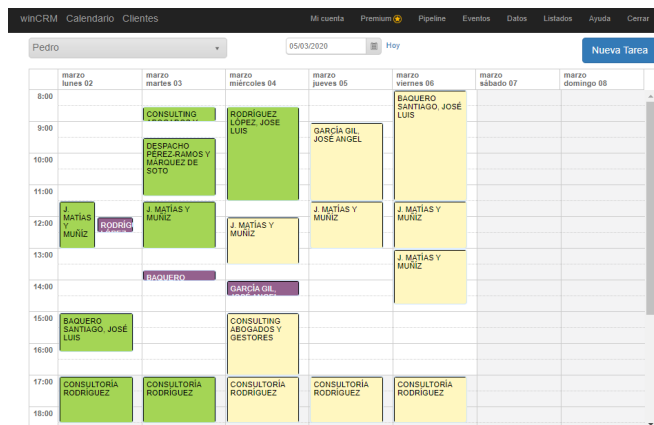 winCRM Calendario Clientes Mi cuenta Premium Pipeline Eventos Datos Listados Ayuda Cerrar
Pedro 05/03/2020 Hoy Nueva Tarea
marzo marzo marzo marzo marzo marzo marzo
lunes 02 martes 03 miércoles 04 jueves 05 viernes 06 sábado 07 domingo 08
8:00
BAQUERO
SANTIAGO, JOSÉ
LUIS
CONSULTING
RODRÍGUEZ
LÓPEZ, JOSE
LUIS
9:00
GARCÍA GIL,
JOSÉ ANGEL
DESPACHO
PÉREZ-RAMOS Y
MÁRQUEZ DE
SOTO
10:00
11:00
J.
MATÍAS
Y
MUÑIZ
J. MATÍAS Y
MUÑIZ
J. MATÍAS Y
MUÑIZ
J. MATÍAS Y
MUÑIZ
12:00
J. MATÍAS Y
MUÑIZ
13:00
J. MATÍAS Y
MUÑIZ
BAQUERO
14:00
GARCÍA GIL,
15:00
BAQUERO
SANTIAGO, JOSÉ
LUIS
CONSULTING
ABOGADOS Y
GESTORES
16:00
17:00
CONSULTORÍA
RODRÍGUEZ
CONSULTORÍA
RODRÍGUEZ
CONSULTORÍA
RODRÍGUEZ
CONSULTORÍA
RODRÍGUEZ
CONSULTORÍA
RODRÍGUEZ
18:00